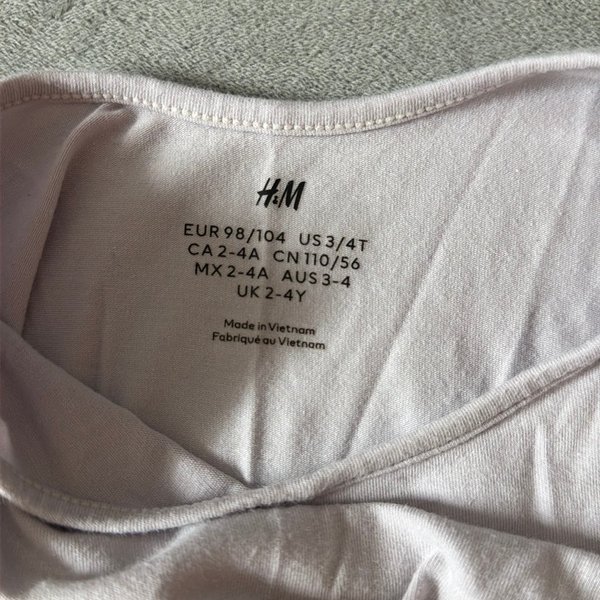 H&M
EUR 98/104 US 3/4T
CA 2-4A CN 110/56
MX 2-4A AUS 3-4
UK 2-4Y
Made in Vietnam
Fabriqué au Vietnam